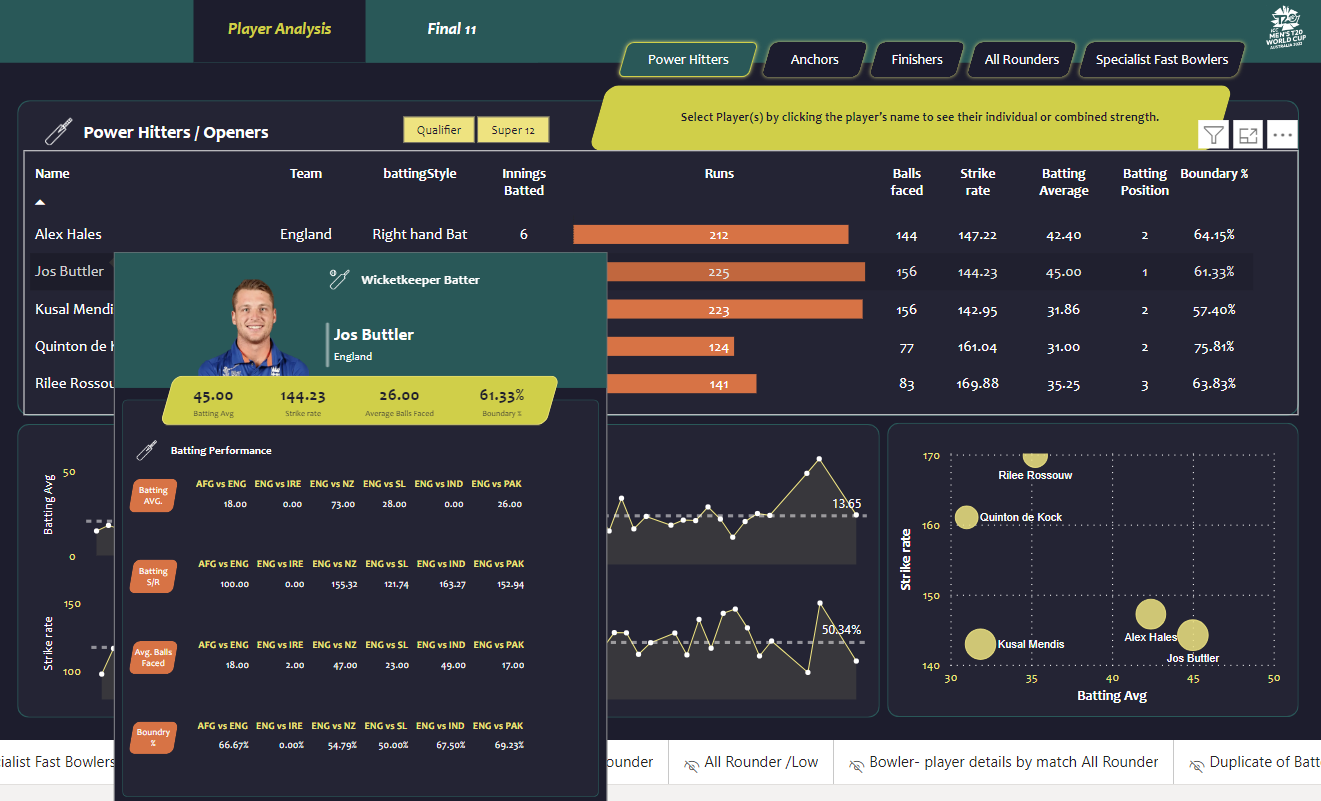 Player Analysis
Final 11
ICC
MEN'S T20
WORLD CUP
AUSTRALIA 2022
Power Hitters
Anchors
Finishers
All Rounders
Specialist Fast Bowlers
Select Player(s) by clicking the player's name to see their individual or combined strength.
Power Hitters / Openers
Qualifier
Super 12
Name Team battingStyle Innings Batted Runs Balls faced Strike rate Batting Average Batting Position Boundary %
Alex Hales England Right hand Bat 6 212 144 147.22 42.40 2 64.15%
Jos Buttler 225 156 144.23 45.00 1 61.33%
Kusal Mendi 223 156 142.95 31.86 2 57.40%
Quinton de 124 77 161.04 31.00 2 75.81%
Rilee Rossou 141 83 169.88 35.25 3 63.83%
Wicketkeeper Batter
Jos Buttler
England
45.00 144.23 26.00 61.33%
Batting Avg Strike rate Average Balls Faced Boundary %
Batting Performance
Batting AVG.
AFG vs ENG ENG vs IRE ENG vs NZ ENG vs SL ENG vs IND ENG vs PAK
18.00 0.00 73.00 28.00 0.00 26.00
Batting S/R
AFG vs ENG ENG vs IRE ENG vs NZ ENG vs SL ENG vs IND ENG vs PAK
100.00 0.00 155.32 121.74 163.27 152.94
Avg. Balls Faced
AFG vs ENG ENG vs IRE ENG vs NZ ENG vs SL ENG vs IND ENG vs PAK
18.00 2.00 47.00 23.00 49.00 17.00
Boundry %
AFG vs ENG ENG vs IRE ENG vs NZ ENG vs SL ENG vs IND ENG vs PAK
66.67% 0.00% 54.79% 50.00% 67.50% 69.23%
Batting Avg
50
0
13.65
Strike rate
150
100
50.34%
Strike rate
170
160
150
140
Rilee Rossouw
Quinton de Kock
Alex Hales
Kusal Mendis
Jos Buttler
30 35 40 45 50
Batting Avg
ialist Fast Bowlers
ounder
All Rounder /Low
Bowler- player details by match All Rounder
Duplicate of Batt